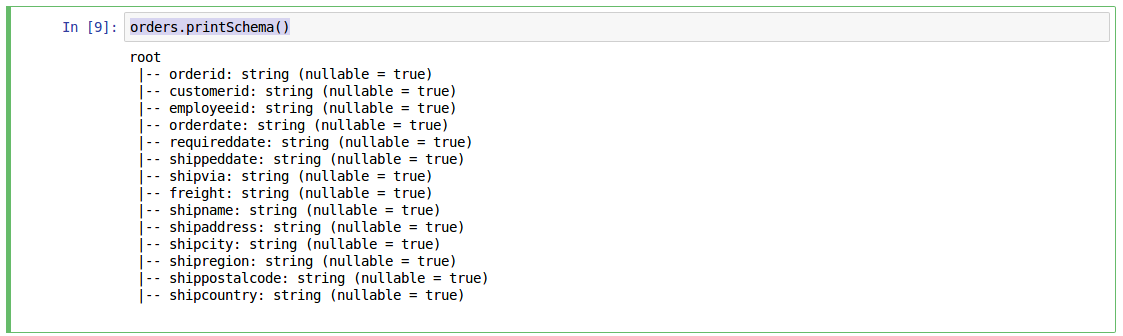 In [9]: orders.printSchema()
root
 |-- orderid: string (nullable = true)
 |-- customerid: string (nullable = true)
 |-- employeeid: string (nullable = true)
 |-- orderdate: string (nullable = true)
 |-- requireddate: string (nullable = true)
 |-- shippeddate: string (nullable = true)
 |-- shipvia: string (nullable = true)
 |-- freight: string (nullable = true)
 |-- shipname: string (nullable = true)
 |-- shipaddress: string (nullable = true)
 |-- shipcity: string (nullable = true)
 |-- shipregion: string (nullable = true)
 |-- shippostalcode: string (nullable = true)
 |-- shipcountry: string (nullable = true)